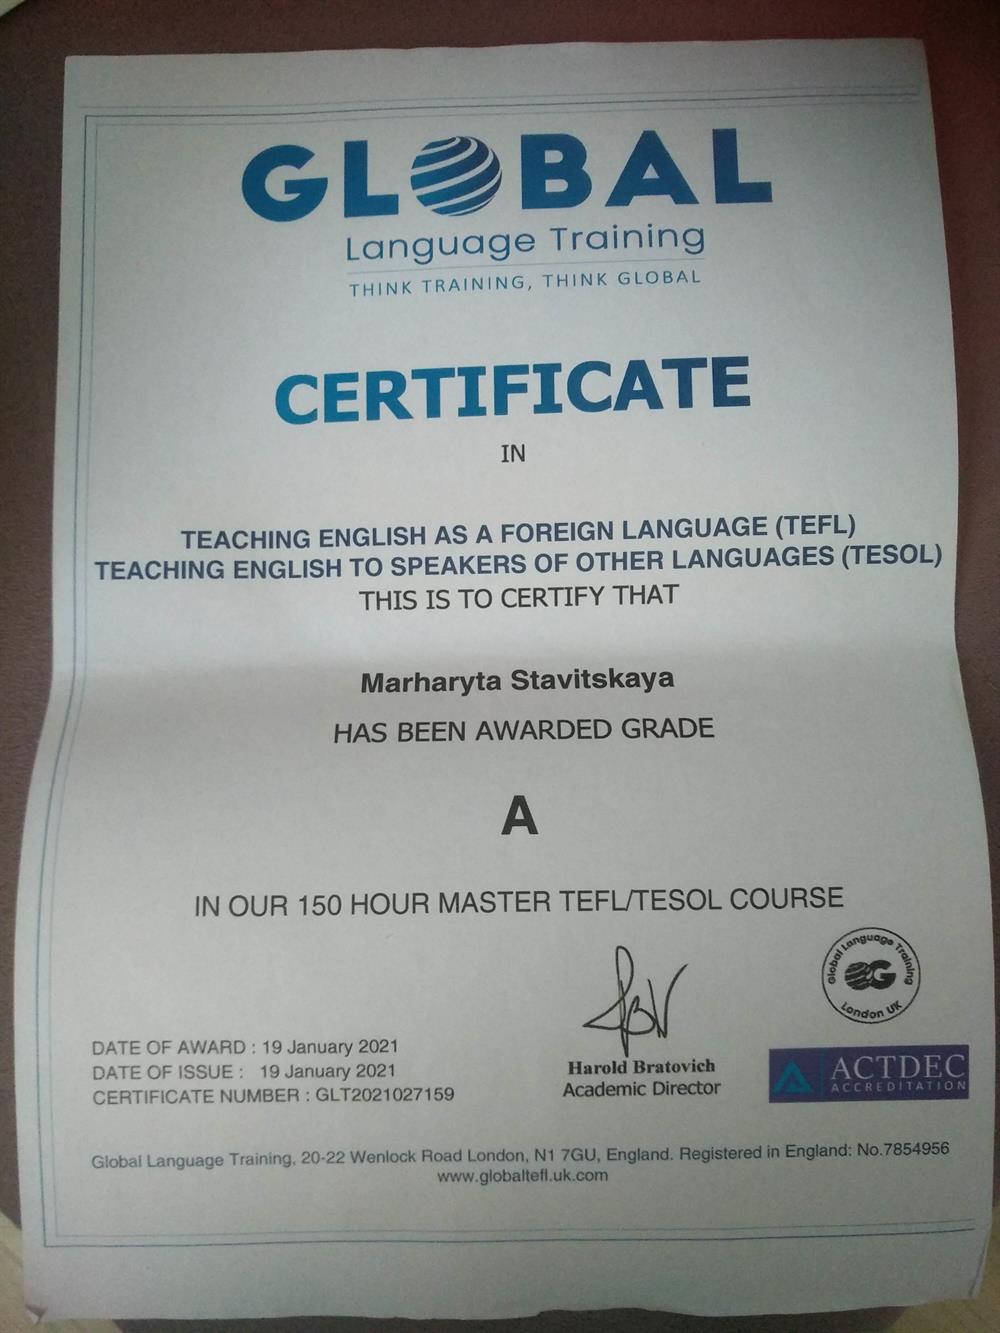 GLOBAL
Language Training
THINK TRAINING, THINK GLOBAL
CERTIFICATE
IN
TEACHING ENGLISH AS A FOREIGN LANGUAGE (TEFL)
TEACHING ENGLISH TO SPEAKERS OF OTHER LANGUAGES (TESOL)
THIS IS TO CERTIFY THAT
Marharyta Stavitskaya
HAS BEEN AWARDED GRADE
A
IN OUR 150 HOUR MASTER TEFL/TESOL COURSE
Global Language Training
G
London UK
Harold Bratovich
Academic Director
DATE OF AWARD : 19 January 2021
DATE OF ISSUE : 19 January 2021
CERTIFICATE NUMBER : GLT2021027159
ACTDEC
ACCREDITATION
Global Language Training, 20-22 Wenlock Road London, N1 7GU, England. Registered in England: No.7854956
www.globaltefl.uk.com